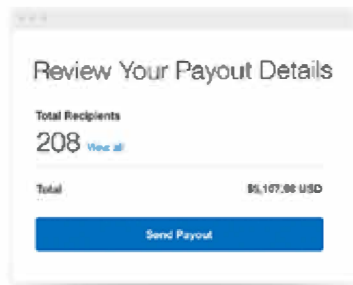 Review Your Payout Details
Total Recipients
208 View all
Total USD
Send Payout